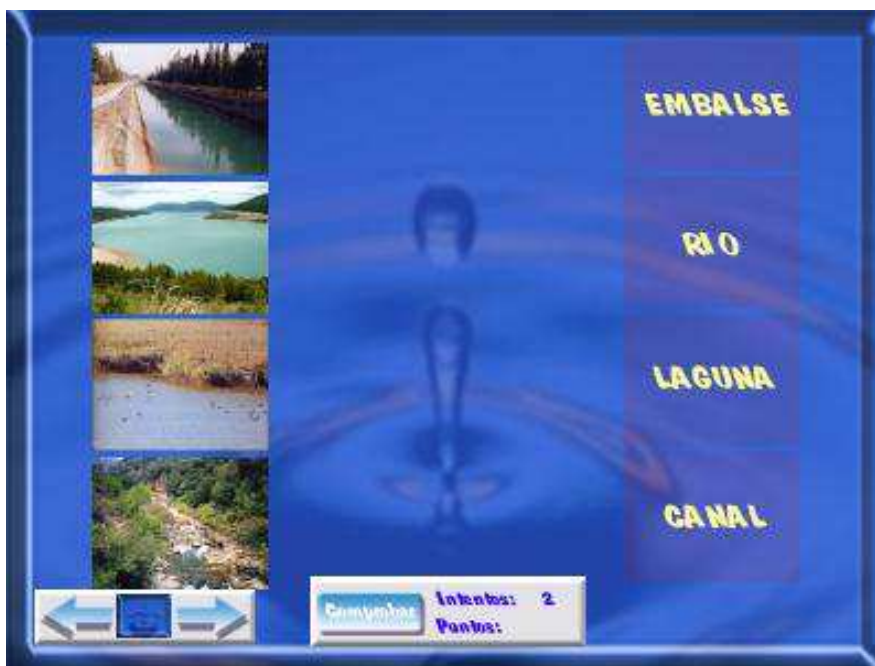 EMBALSE
RIO
LAGUNA
CANAL
Comprobar
Intentos: 2
Puntos: